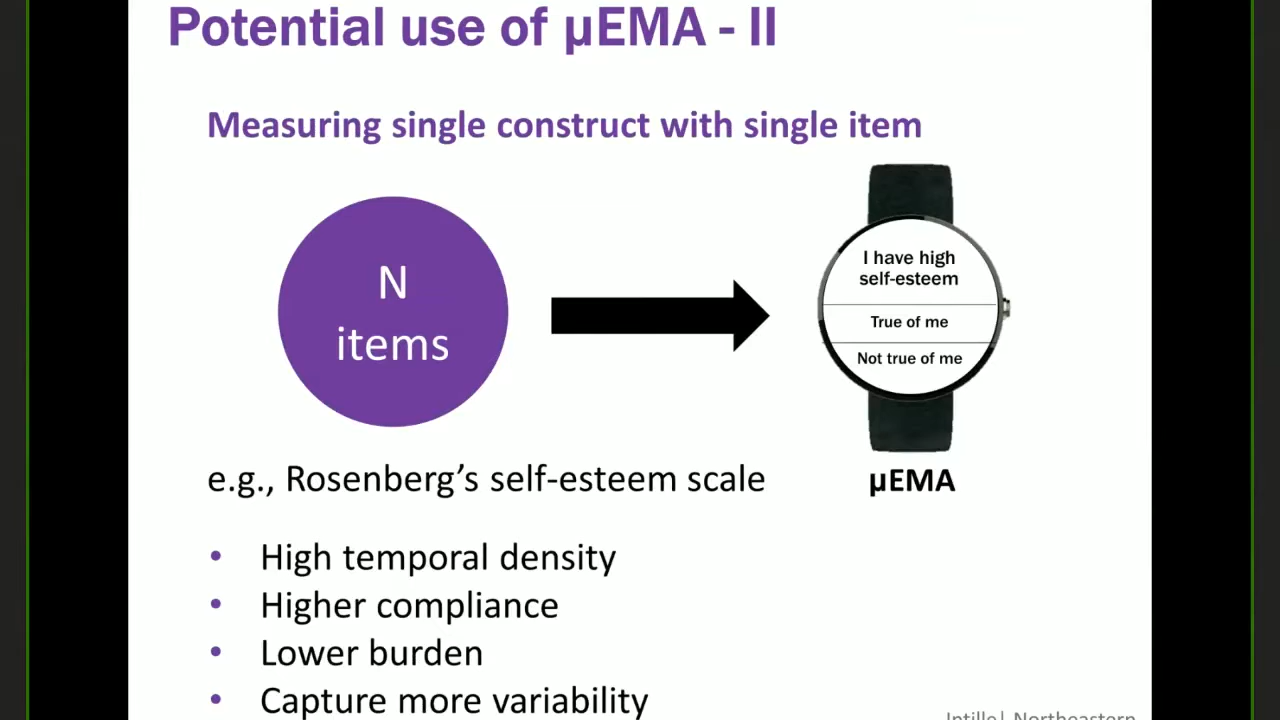 Potential use of µEMA - II
Measuring single construct with single item
N
items
I have high
self-esteem
True of me
Not true of me
e.g., Rosenberg's self-esteem scale
µEMA
• High temporal density
• Higher compliance
• Lower burden
• Capture more variability
Intille| Northeastern